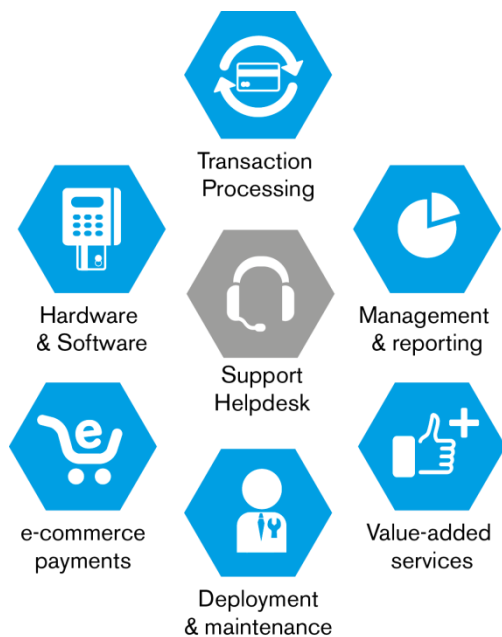 Transaction
Processing
Hardware
& Software
Management
& reporting
Support
Helpdesk
e
e-commerce
payments
Value-added
services
Deployment
& maintenance